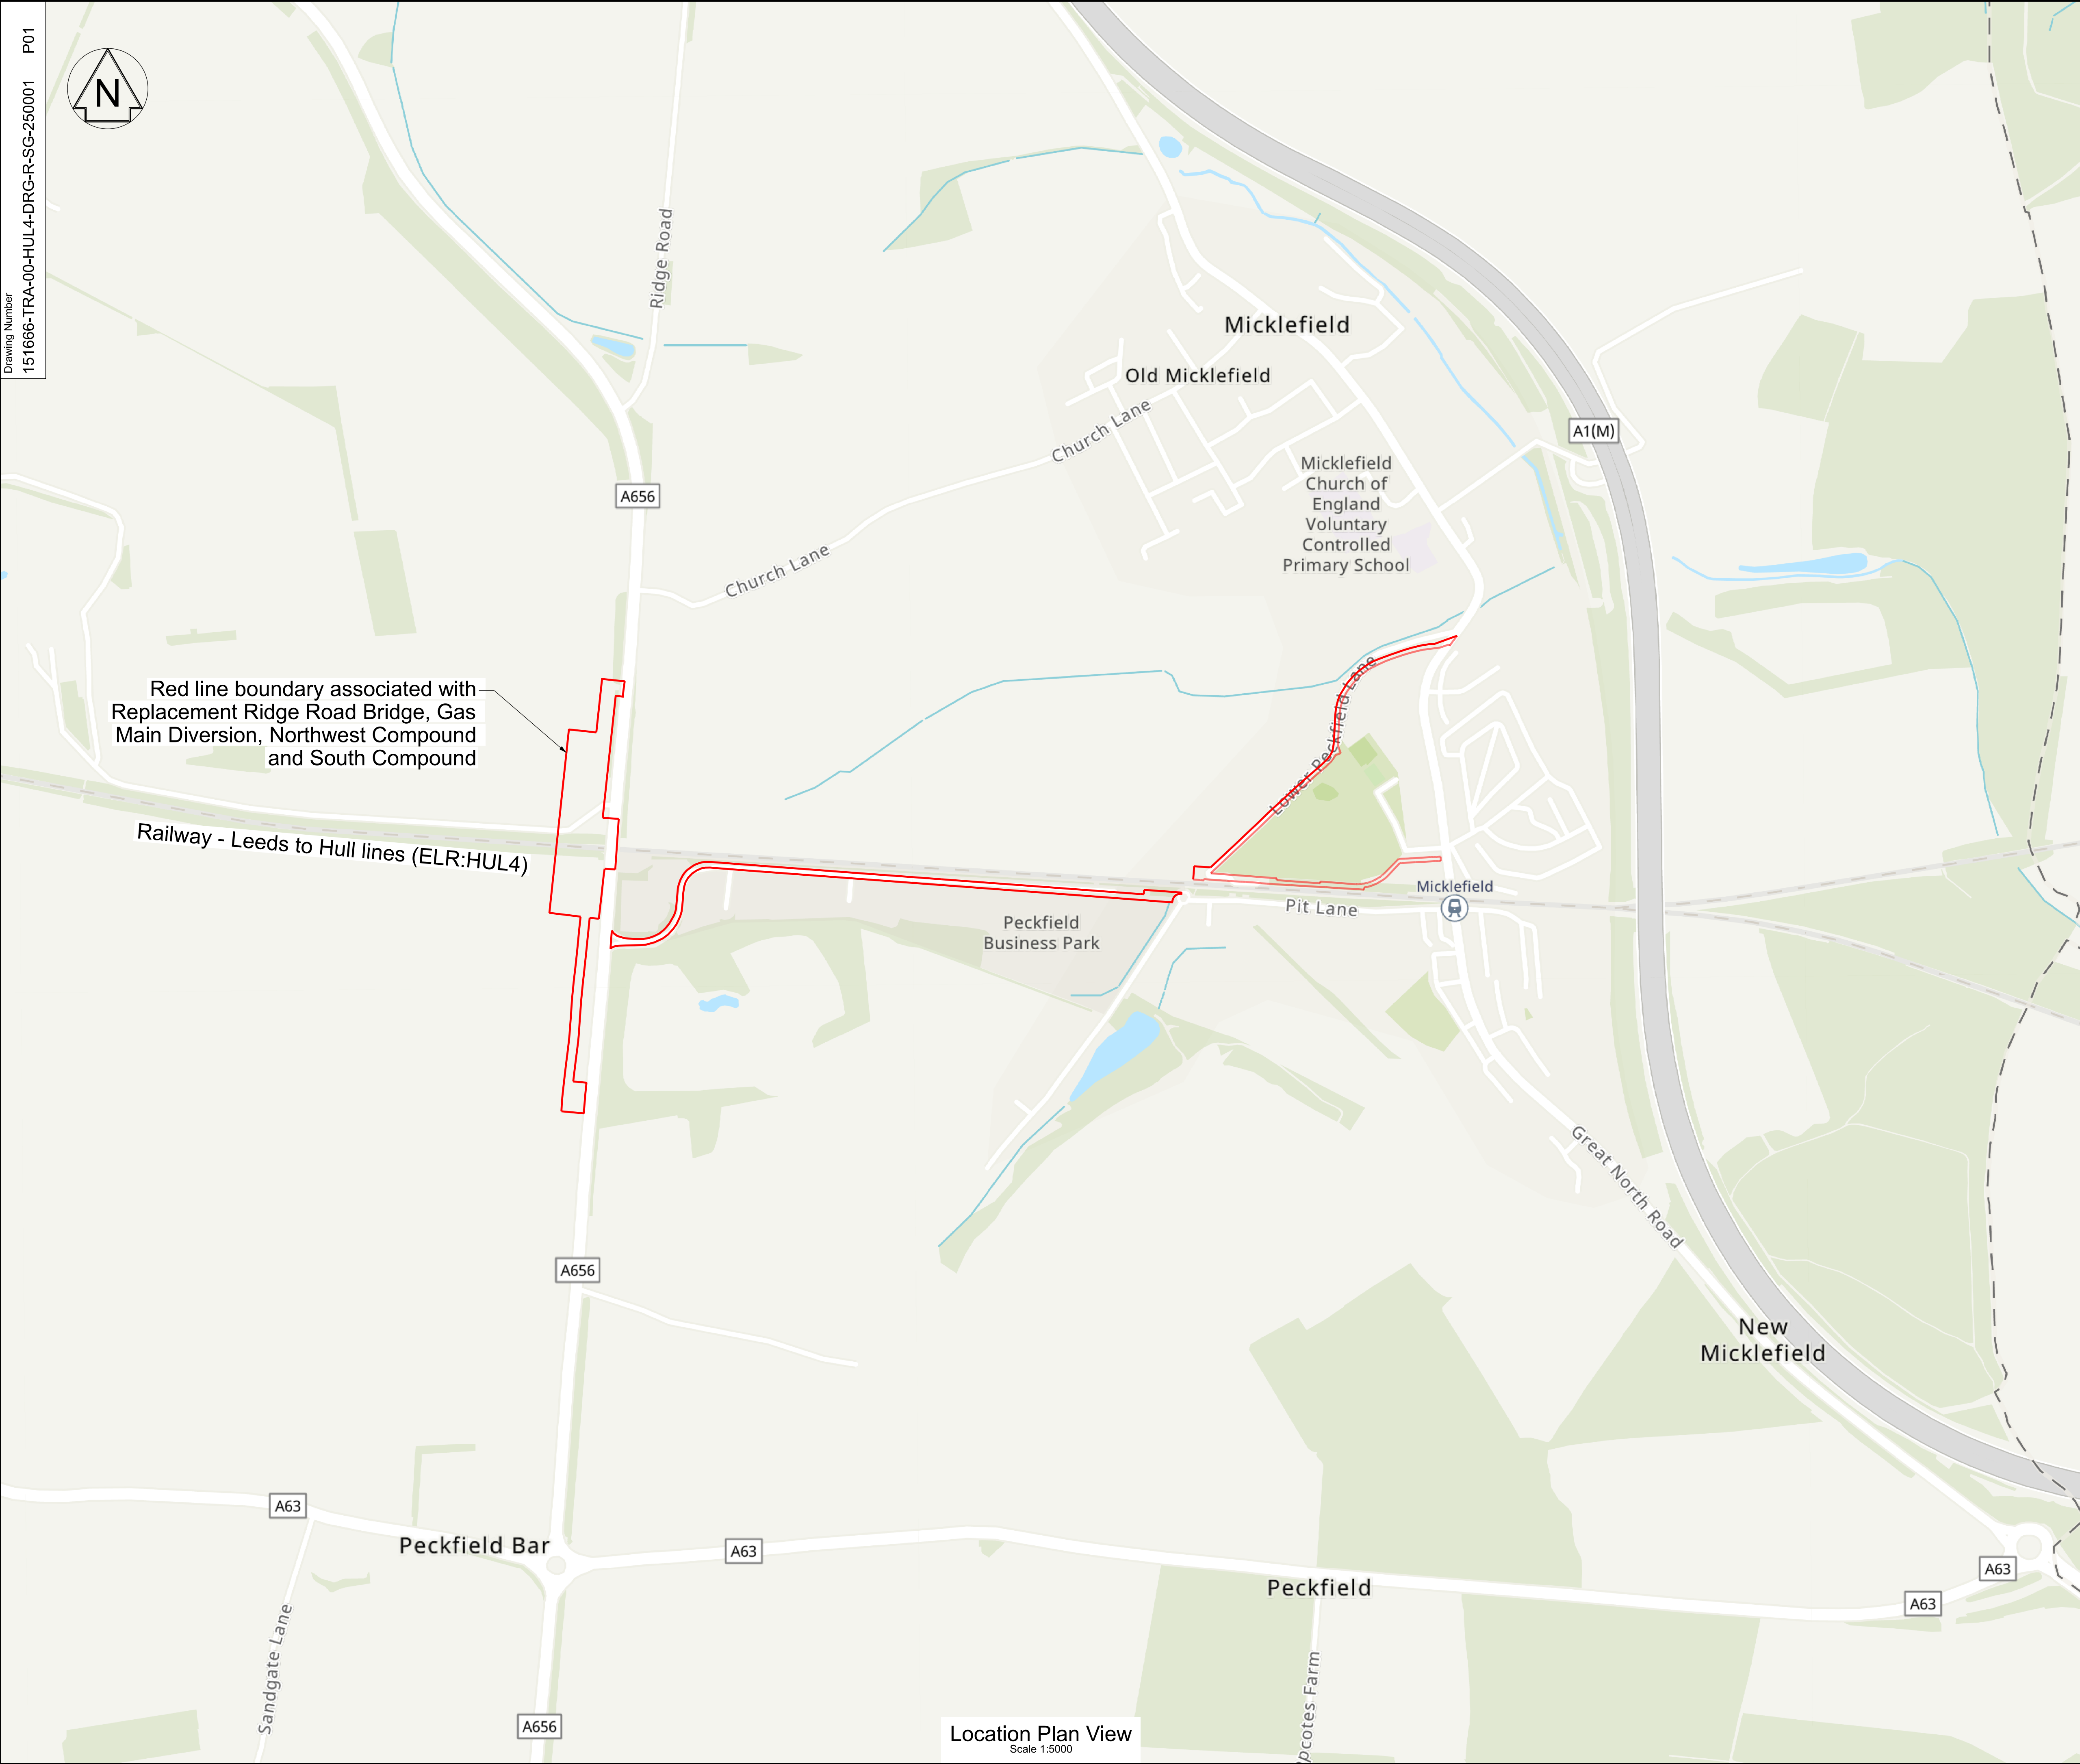 Drawing Number
151666-TRA-00-HUL4-DRG-R-SG-250001 P01
N
Ridge Road
Micklefield
Old Micklefield
Church Lane
A1(M)
Micklefield
Church of
England
Voluntary
Controlled
Primary School
A656
Church Lane
Red line boundary associated with
Replacement Ridge Road Bridge, Gas
Main Diversion, Northwest Compound
and South Compound
Lower Peckfield Lane
Railway - Leeds to Hull lines (ELR:HUL4)
Micklefield
Pit Lane
Peckfield
Business Park
Great North Road
A656
New
Micklefield
A63
Peckfield Bar
A63
A63
Peckfield
A63
Sandgate Lane
pcotes Farm
A656
Location Plan View
Scale 1:5000